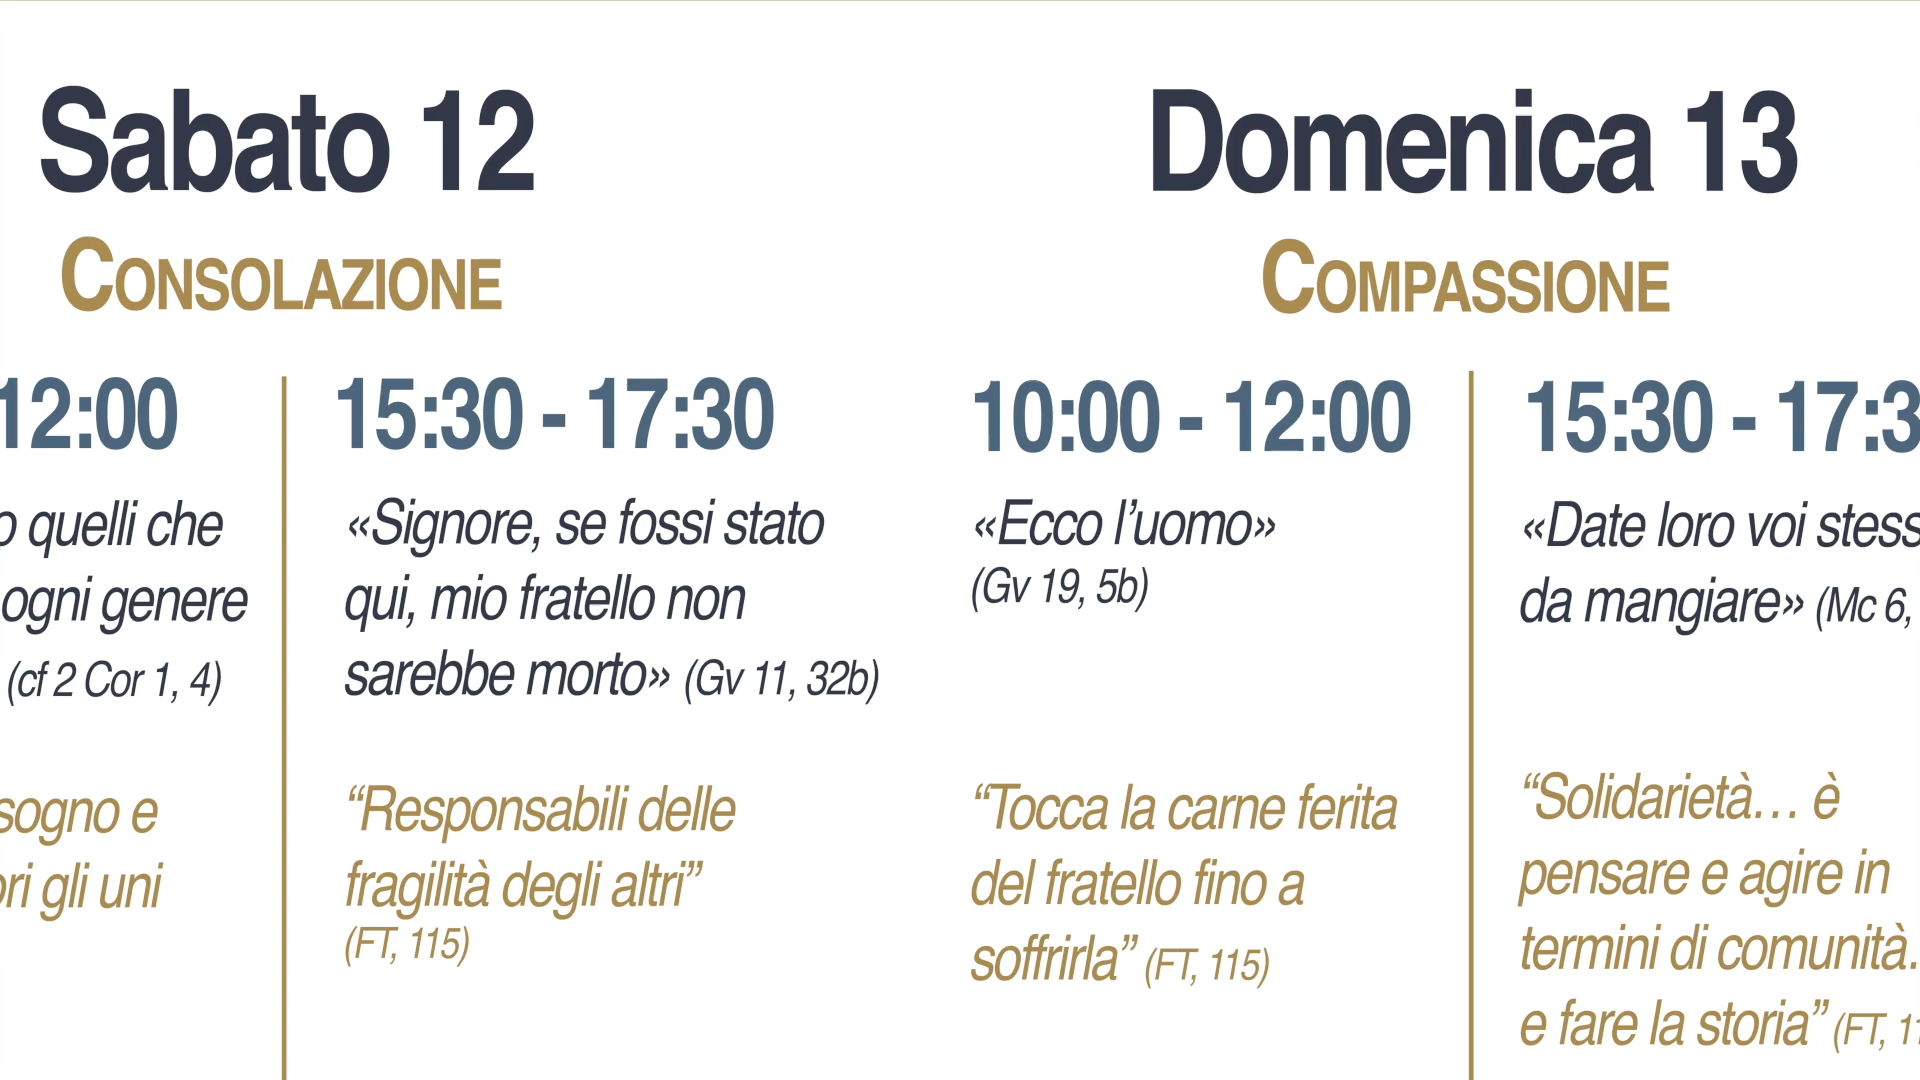 Sabato 12
CONSOLAZIONE
12:00
quelli che
ogni genere
(cf 2 Cor 1, 4)
e
gli uni
15:30 - 17:30
«Signore, se fossi stato
qui, mio fratello non
sarebbe morto» (Gv 11, 32b)
“Responsabili delle
fragilità degli altri”
(FT, 115)
Domenica 13
COMPASSIONE
10:00 - 12:00
«Ecco l’uomo»
(Gv 19, 5b)
“Tocca la carne ferita
del fratello fino a
soffrirla” (FT, 115)
15:30 - 17:3
«Date loro voi stess
da mangiare» (Mc 6,
“Solidarietà… è
pensare e agire in
termini di comunità.
e fare la storia” (FT, 11